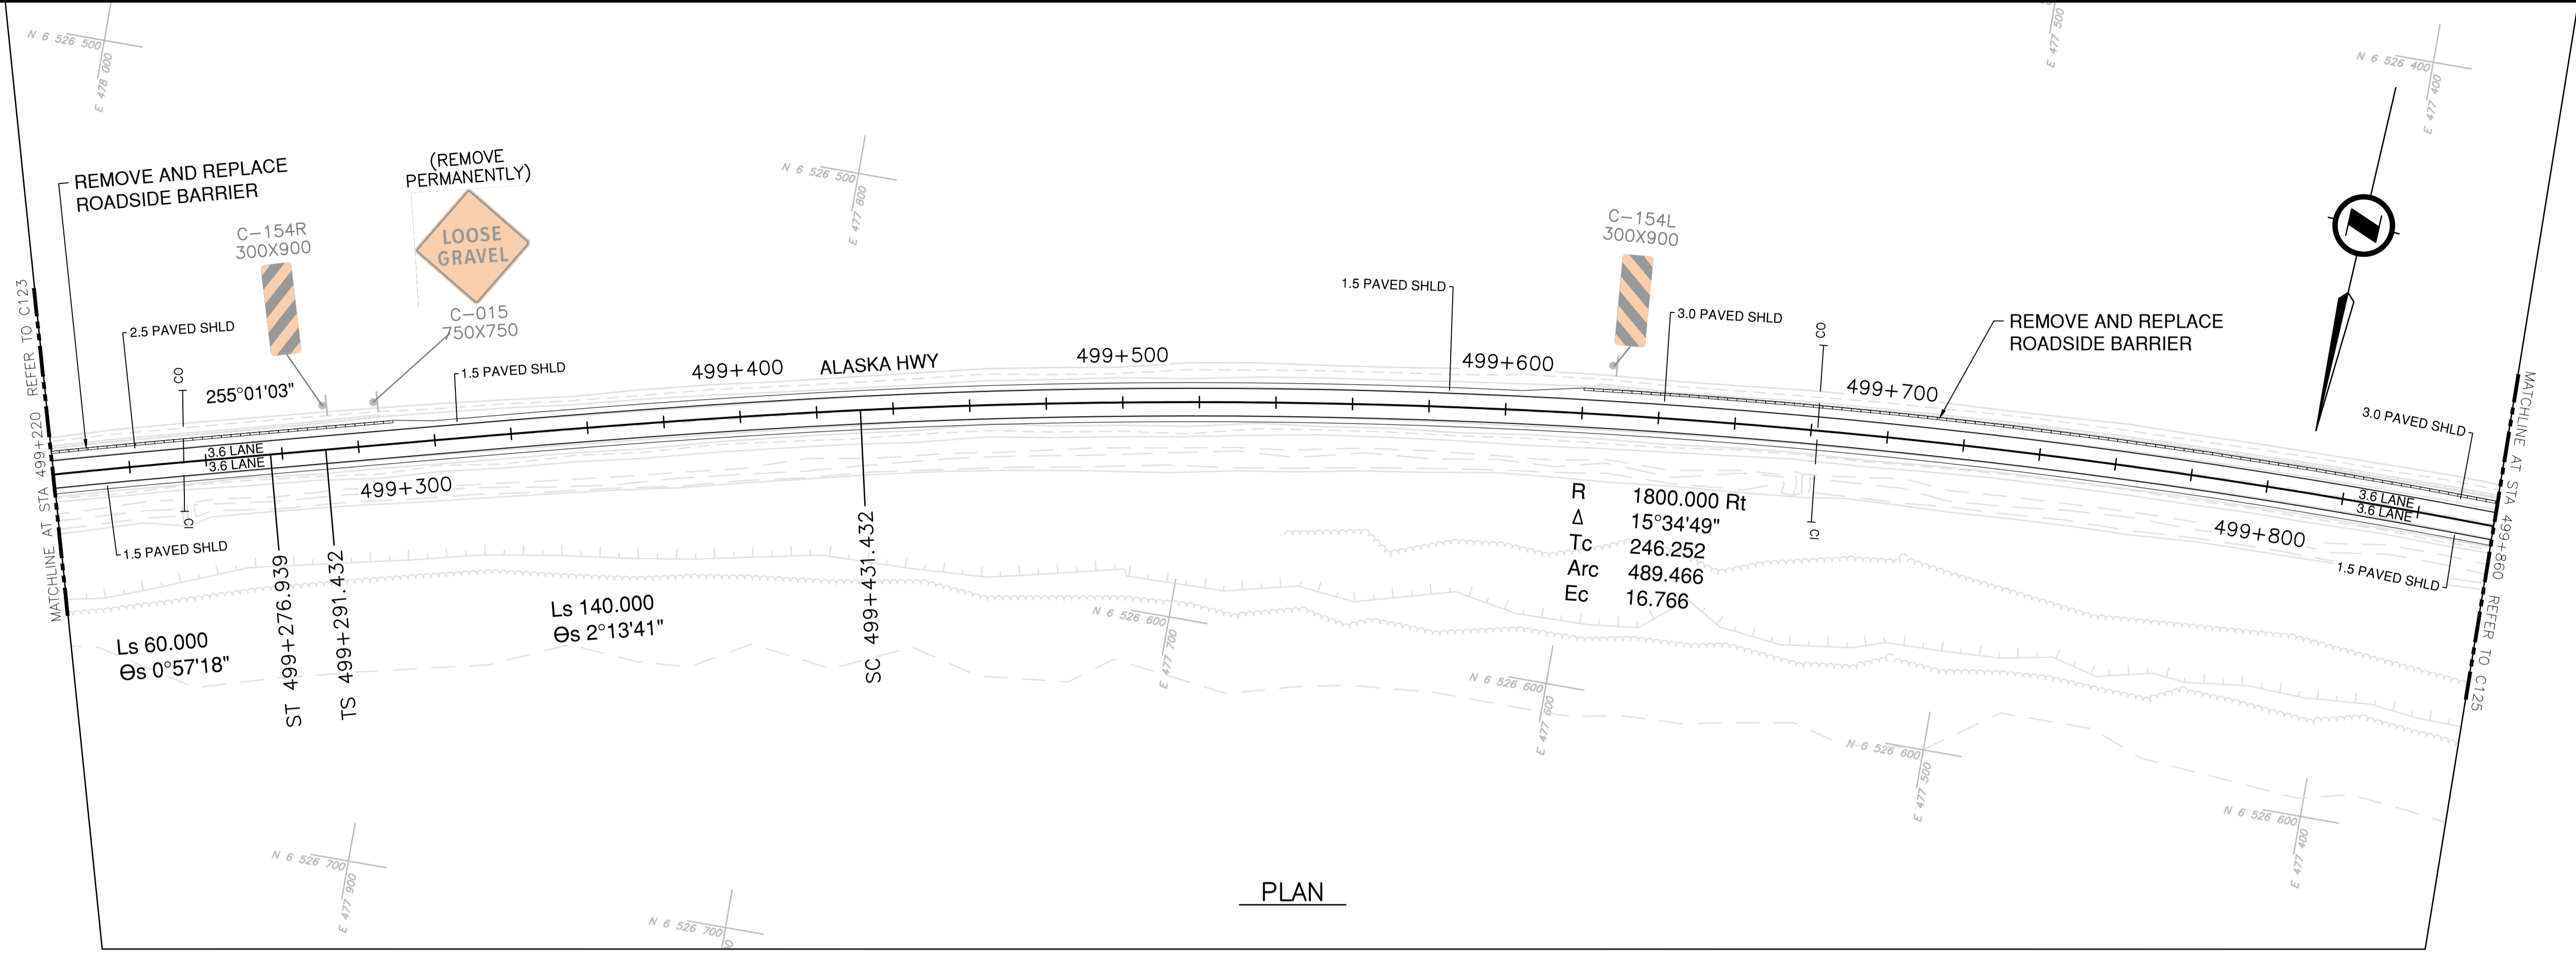 N 6 526 500
E 478 000
E 477 500
N 6 526 400
E 477 400
REMOVE AND REPLACE
ROADSIDE BARRIER
C-154R
300X900
(REMOVE
PERMANENTLY)
LOOSE
GRAVEL
C-015
750X750
N 6 526 500
E 477 800
C-154L
300X900
1.5 PAVED SHLD
3.0 PAVED SHLD
CO
REMOVE AND REPLACE
ROADSIDE BARRIER
2.5 PAVED SHLD
CO
255°01'03"
1.5 PAVED SHLD
499+400
ALASKA HWY
499+500
499+600
499+700
3.0 PAVED SHLD
MATCHLINE AT STA 499+220 REFER TO C123
3.6 LANE
3.6 LANE
499+300
CI
1.5 PAVED SHLD
ST 499+276.939
TS 499+291.432
SC 499+431.432
R 1800.000 Rt
Δ 15°34'49"
Tc 246.252
Arc 489.466
Ec 16.766
CI
3.6 LANE
3.6 LANE
499+800
1.5 PAVED SHLD
MATCHLINE AT STA 499+860 REFER TO C125
Ls 60.000
Θs 0°57'18"
Ls 140.000
Θs 2°13'41"
N 6 526 600
E 477 700
N 6 526 600
E 477 600
N 6 526 600
E 477 500
N 6 526 600
E 477 400
N 6 526 700
E 477 900
N 6 526 700
PLAN